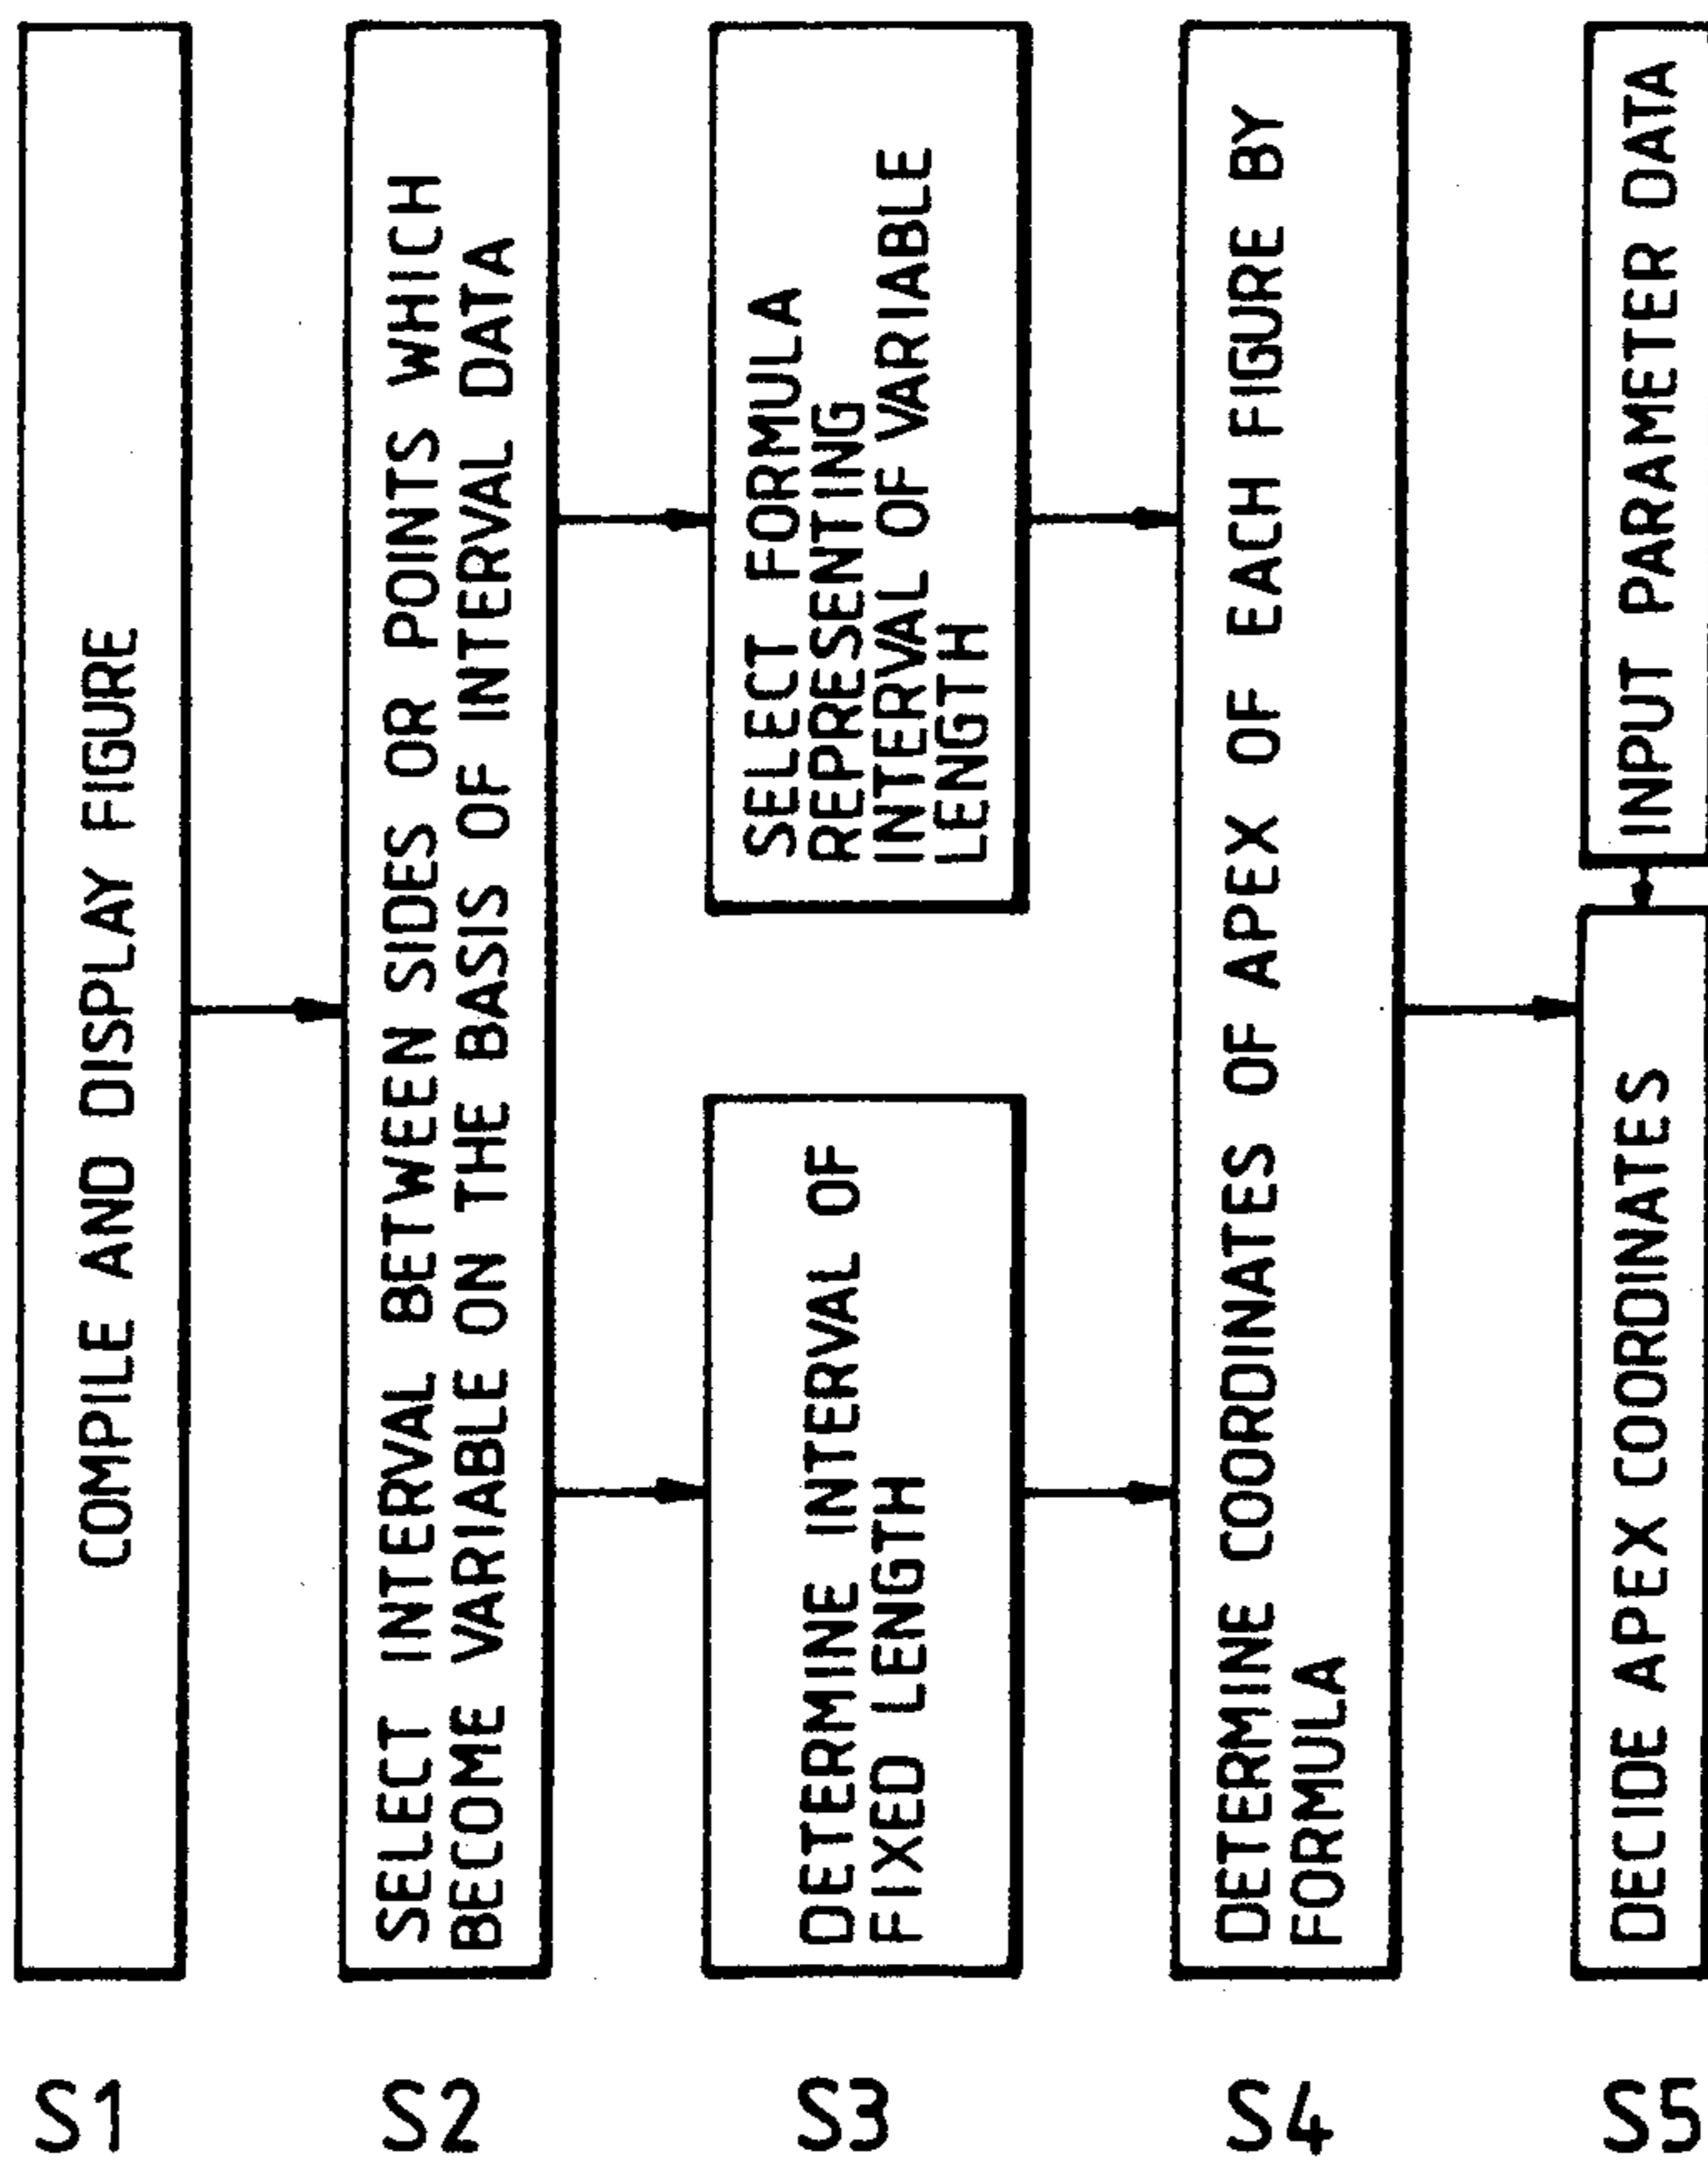 S1
COMPILE AND DISPLAY FIGURE
S2
SELECT INTERVAL BETWEEN SIDES OR POINTS WHICH
BECOME VARIABLE ON THE BASIS OF INTERVAL DATA
S3
DETERMINE INTERVAL OF
FIXED LENGTH
SELECT FORMULA
REPRESENTING
INTERVAL OF VARIABLE
LENGTH
S4
DETERMINE COORDINATES OF APEX OF EACH FIGURE BY
FORMULA
S5
DECIDE APEX COORDINATES
INPUT PARAMETER DATA